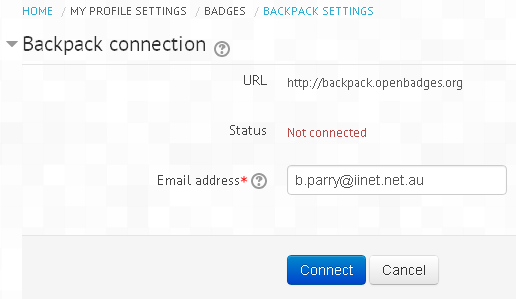 HOME / MY PROFILE SETTINGS / BADGES / BACKPACK SETTINGS
Backpack connection ?
URL http://backpack.openbadges.org
Status Not connected
Email address* ? b.parry@iinet.net.au
Connect Cancel